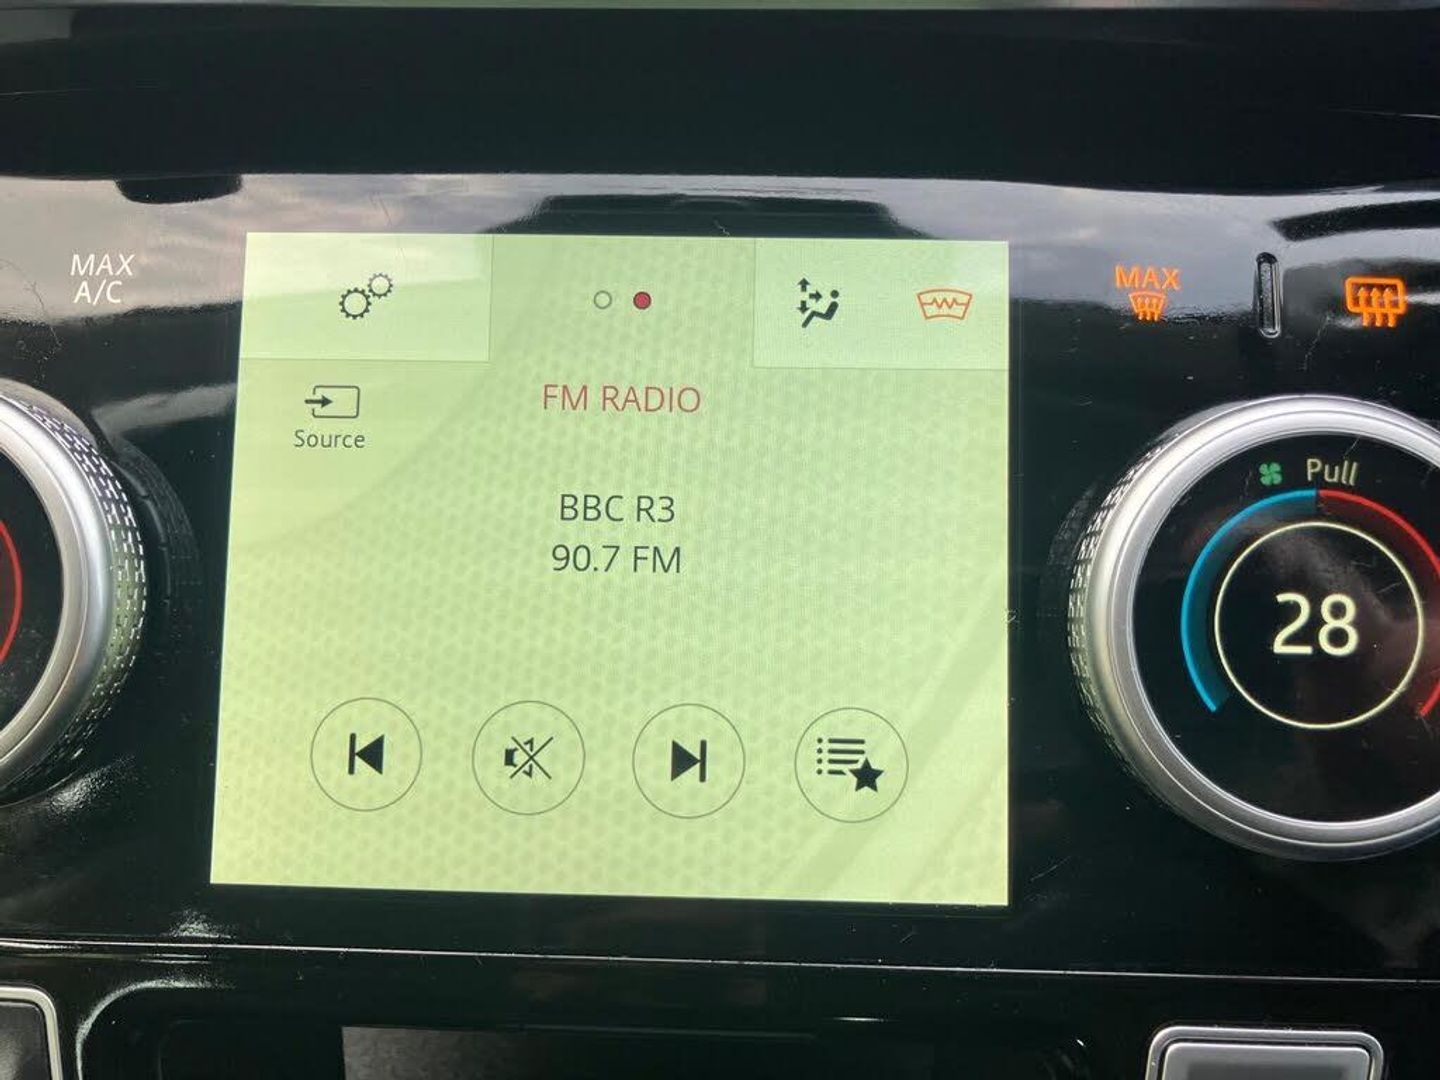 MAX
A/C
MAX
FM RADIO
Source
Pull
BBC R3
90.7 FM
28